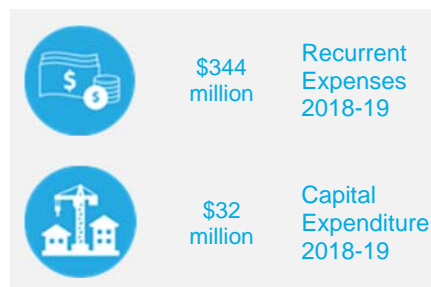 $
$
$344
million
Recurrent
Expenses
2018-19
$32
million
Capital
Expenditure
2018-19